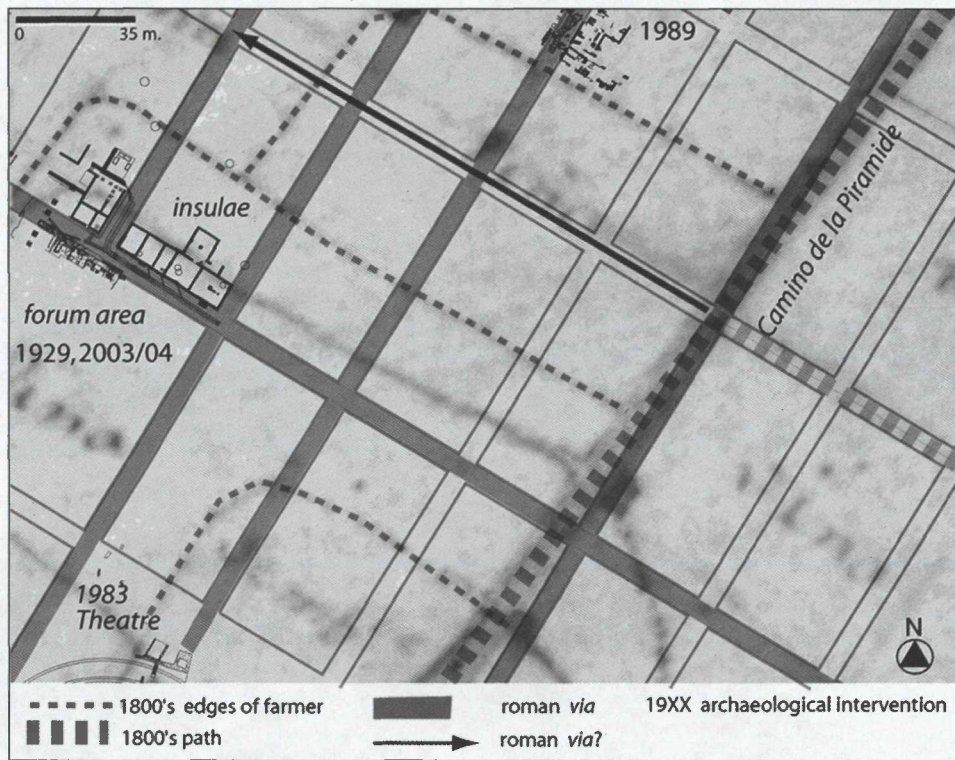 0 35 m.
1989
insulae
Camino de la Piramide
forum area
1929,2003/04
1983
Theatre
N
1800's edges of farmer
roman via
19XX archaeological intervention
1800's path
roman via?